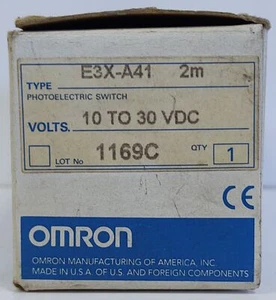 E3X-A41 2m
TYPE
PHOTOELECTRIC SWITCH
VOLTS. 10 TO 30 VDC
LOT No 1169C QTY 1
CE
OMRON
OMRON MANUFACTURING OF AMERICA, INC.
MADE IN U.S.A. OF U.S. AND FOREIGN COMPONENTS